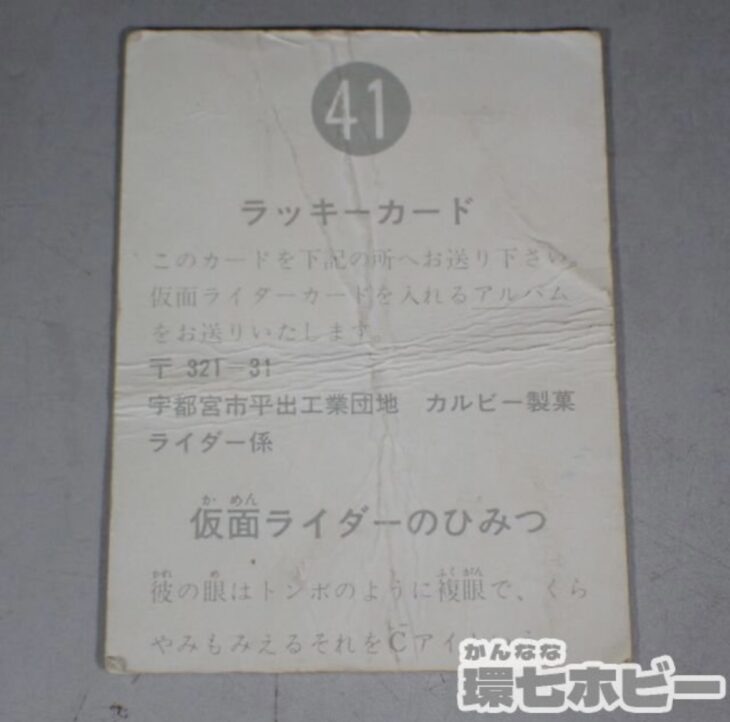 41
ラッキーカード
このカードを下記の所へお送り下さい。
仮面ライダーカードを入れるアルバム
をお送りいたします。
〒 321-31
宇都宮市平出工業団地　カルビー製菓
ライダー係
か めん
仮面ライダーのひみつ
かれ め ふくがん
彼の眼はトンボのように複眼で、くら
シー
やみもみえるそれをCアイ
かんなな
環七ホビー